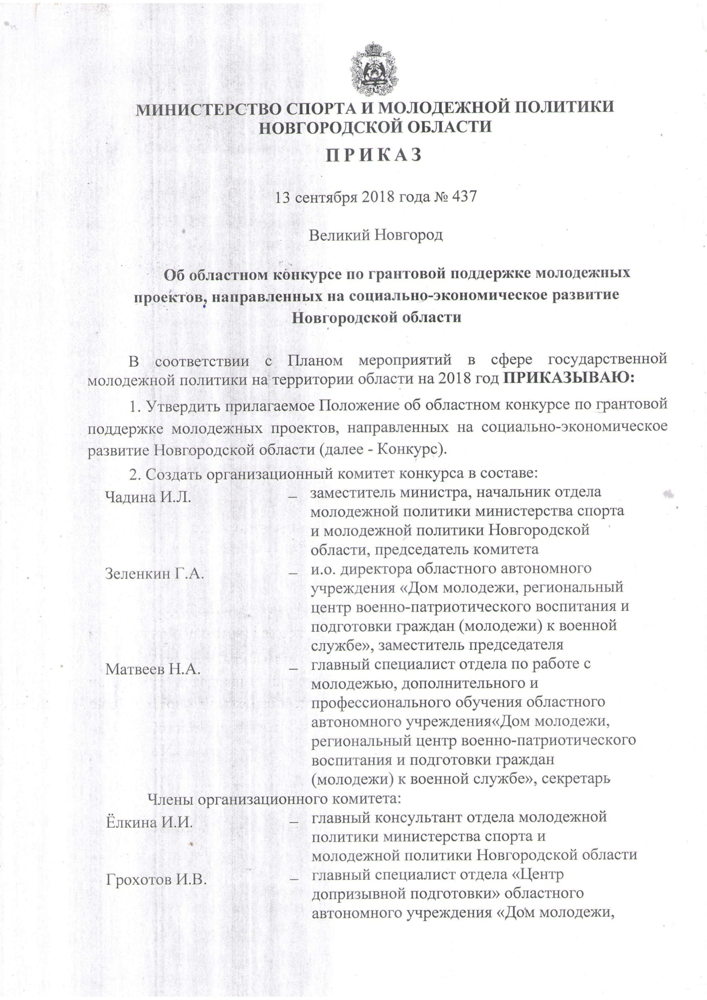 МИНИСТЕРСТВО СПОРТА И МОЛОДЕЖНОЙ ПОЛИТИКИ
НОВГОРОДСКОЙ ОБЛАСТИ
ПРИКАЗ
13 сентября 2018 года № 437
Великий Новгород
Об областном конкурсе по грантовой поддержке молодежных
проектов, направленных на социально-экономическое развитие
Новгородской области
В соответствии с Планом мероприятий в сфере государственной
молодежной политики на территории области на 2018 год ПРИКАЗЫВАЮ:
1. Утвердить прилагаемое Положение об областном конкурсе по грантовой
поддержке молодежных проектов, направленных на социально-экономическое
развитие Новгородской области (далее - Конкурс).
2. Создать организационный комитет конкурса в составе:
Чадина И.Л. – заместитель министра, начальник отдела
молодежной политики министерства спорта
и молодежной политики Новгородской
области, председатель комитета
Зеленкин Г.А. – и.о. директора областного автономного
учреждения «Дом молодежи, региональный
центр военно-патриотического воспитания и
подготовки граждан (молодежи) к военной
службе», заместитель председателя
Матвеев Н.А. – главный специалист отдела по работе с
молодежью, дополнительного и
профессионального обучения областного
автономного учреждения«Дом молодежи,
региональный центр военно-патриотического
воспитания и подготовки граждан
(молодежи) к военной службе», секретарь
Члены организационного комитета:
Ёлкина И.И. – главный консультант отдела молодежной
политики министерства спорта и
молодежной политики Новгородской области
Грохотов И.В. – главный специалист отдела «Центр
допризывной подготовки» областного
автономного учреждения «Дом молодежи,